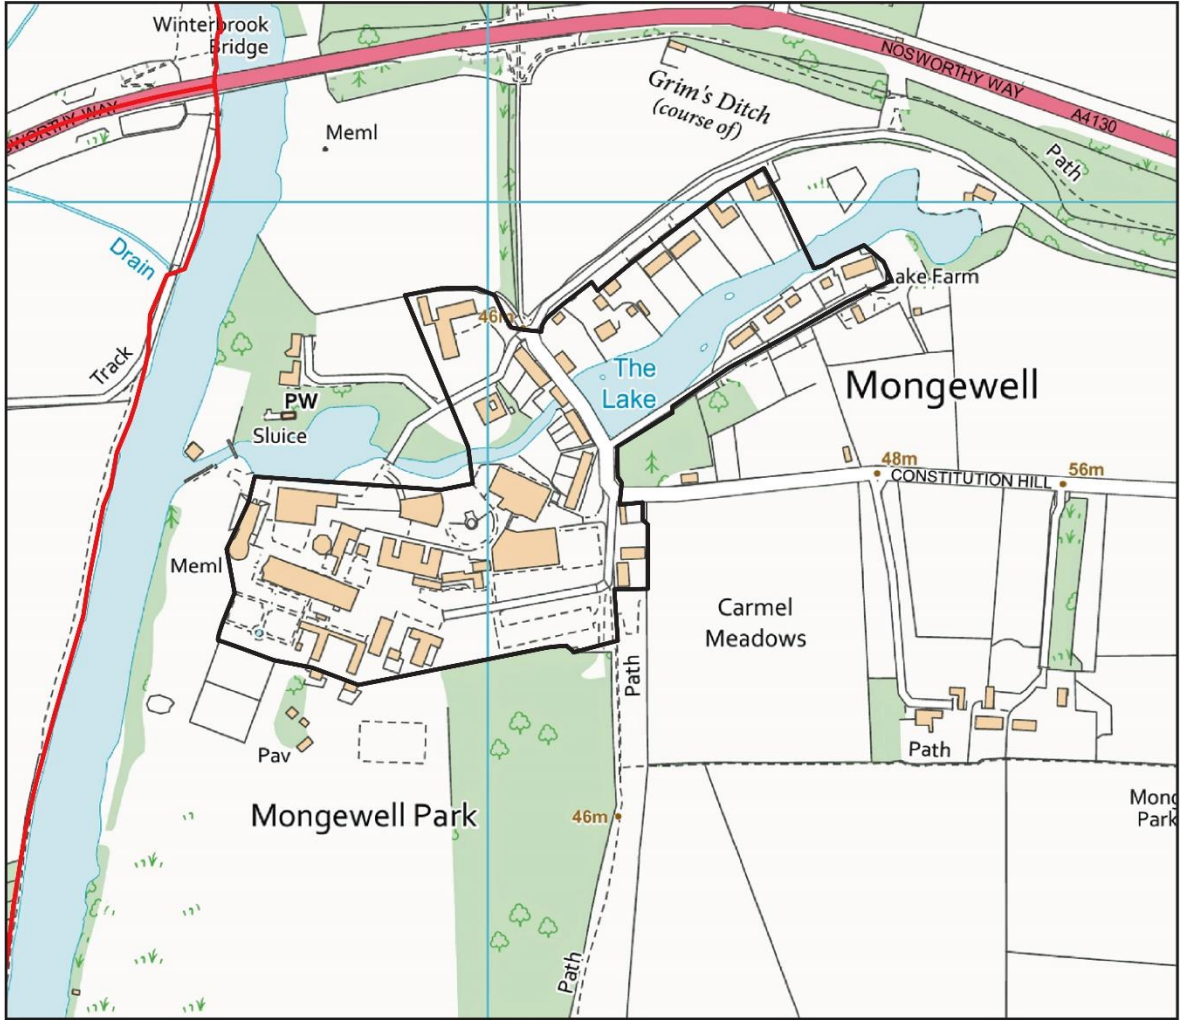 Winterbrook
Bridge
NOSWORTHY WAY
A4130
SWORTHY WAY
Grim's Ditch
(course of)
Meml
Path
Drain
Lake Farm
46m
Track
The
Lake
Mongewell
PW
Sluice
48m
CONSTITUTION HILL
56m
Meml
Carmel
Meadows
Path
Pav
Path
Mongewell Park
46m
Mong
Park
Path